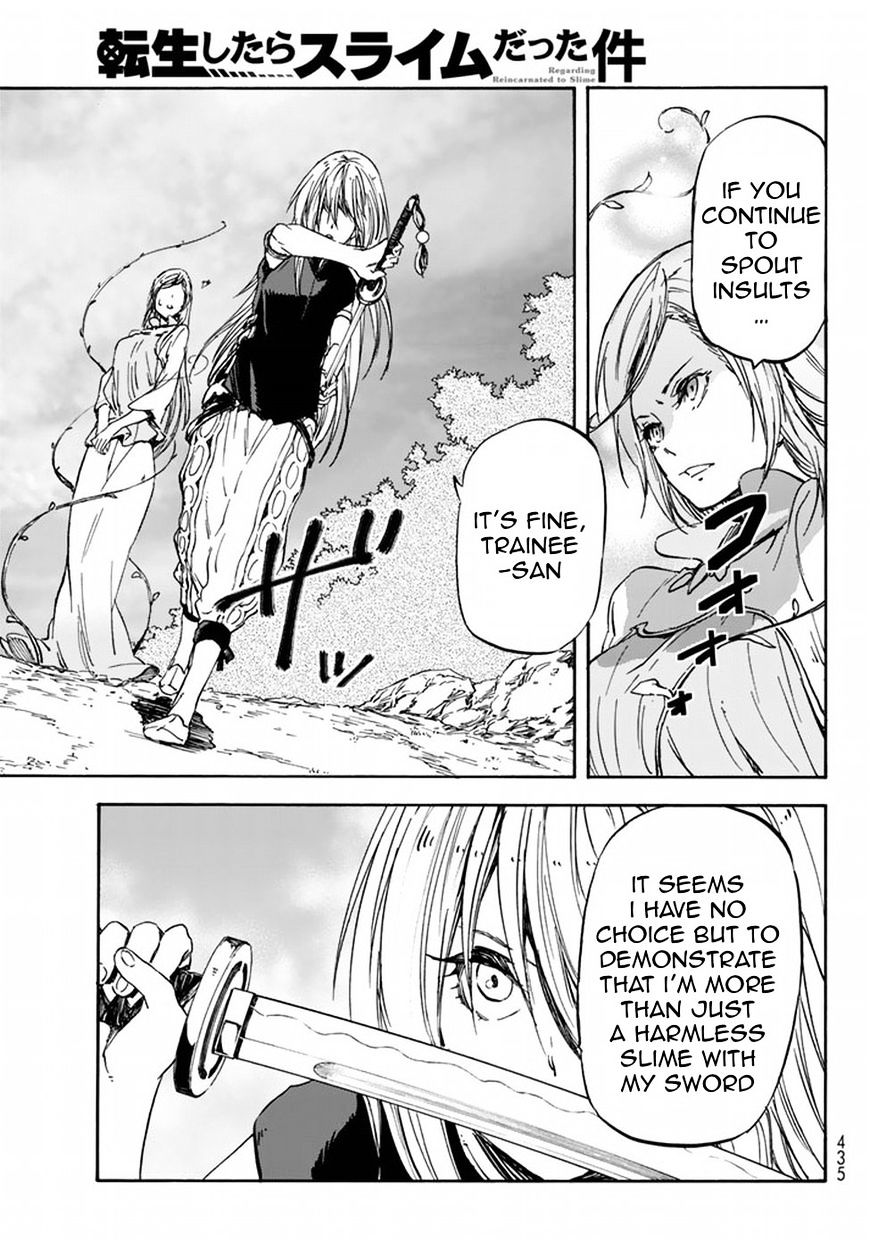 転生したらスライムだった件
Regarding
Reincarnated to Slime
IF YOU
CONTINUE
TO
SPOUT
INSULTS
...
ゴォォォ
IT'S FINE,
TRAINEE
-SAN
ザッ
IT SEEMS
I HAVE NO
CHOICE BUT TO
DEMONSTRATE
THAT I'M MORE
THAN JUST
A HARMLESS
SLIME WITH
MY SWORD
435